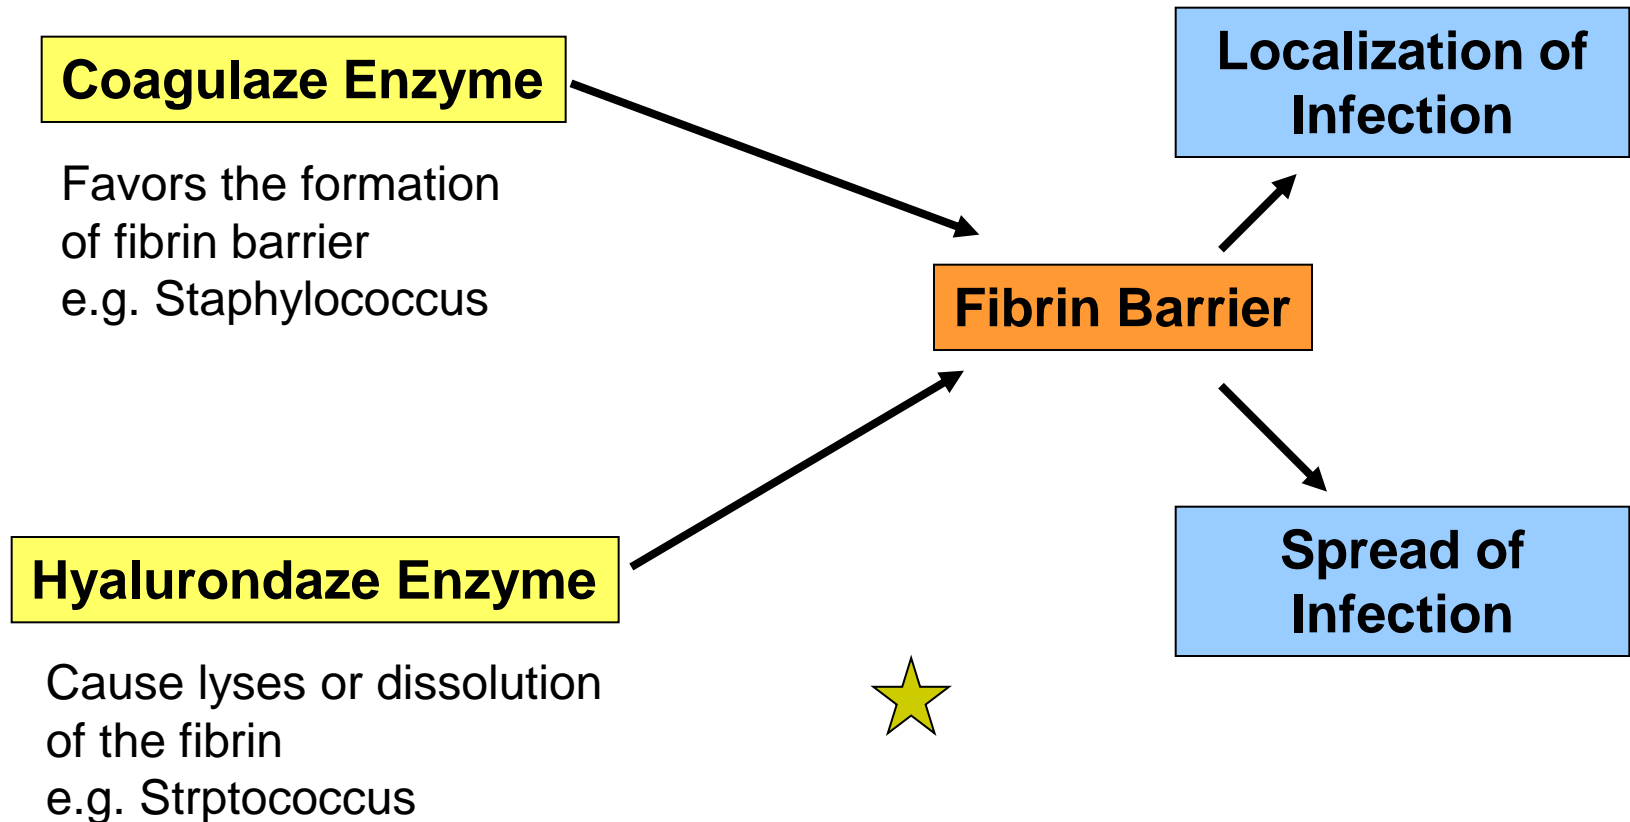 Coagulaze Enzyme
Favors the formation
of fibrin barrier
e.g. Staphylococcus
Localization of
Infection
Fibrin Barrier
Hyalurondaze Enzyme
Cause lyses or dissolution
of the fibrin
e.g. Strptococcus
Spread of
Infection